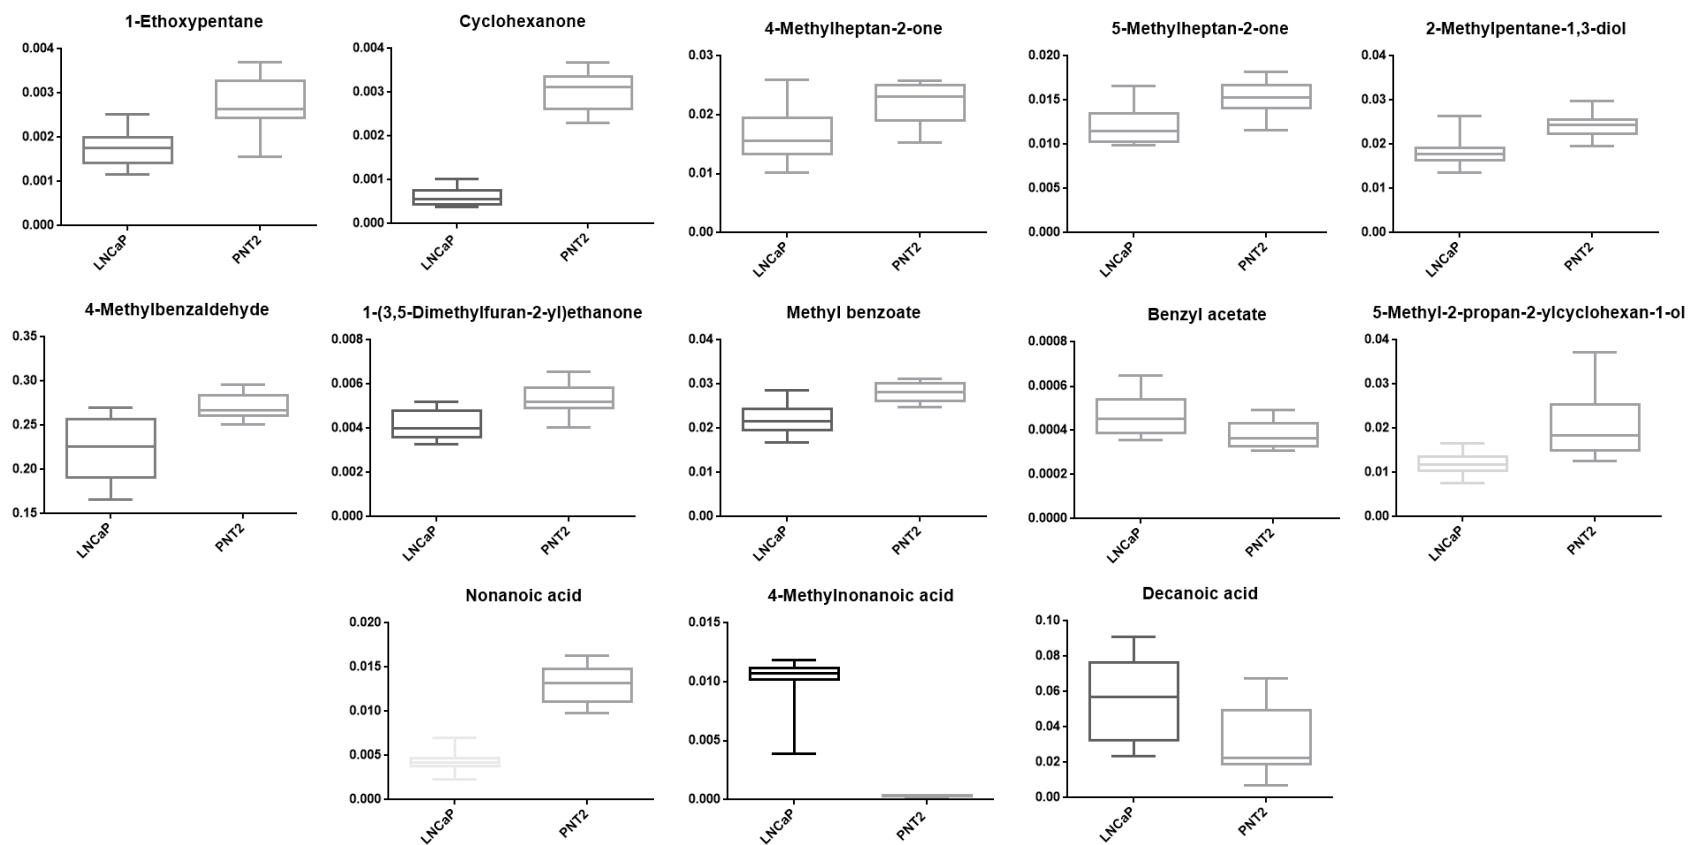 1-Ethoxypentane
0.004
0.003
0.002
0.001
0.000
LNCaP
PNT2
Cyclohexanone
0.004
0.003
0.002
0.001
0.000
LNCaP
PNT2
4-Methylheptan-2-one
0.03
0.02
0.01
0.00
LNCaP
PNT2
5-Methylheptan-2-one
0.020
0.015
0.010
0.005
0.000
LNCaP
PNT2
2-Methylpentane-1,3-diol
0.04
0.03
0.02
0.01
0.00
LNCaP
PNT2
4-Methylbenzaldehyde
0.35
0.30
0.25
0.20
0.15
LNCaP
PNT2
1-(3,5-Dimethylfuran-2-yl)ethanone
0.008
0.006
0.004
0.002
0.000
LNCaP
PNT2
Methyl benzoate
0.04
0.03
0.02
0.01
0.00
LNCaP
PNT2
Benzyl acetate
0.0008
0.0006
0.0004
0.0002
0.0000
LNCaP
PNT2
5-Methyl-2-propan-2-ylcyclohexan-1-ol
0.04
0.03
0.02
0.01
0.00
LNCaP
PNT2
Nonanoic acid
0.020
0.015
0.010
0.005
0.000
LNCaP
PNT2
4-Methylnonanoic acid
0.015
0.010
0.005
0.000
LNCaP
PNT2
Decanoic acid
0.10
0.08
0.06
0.04
0.02
0.00
LNCaP
PNT2